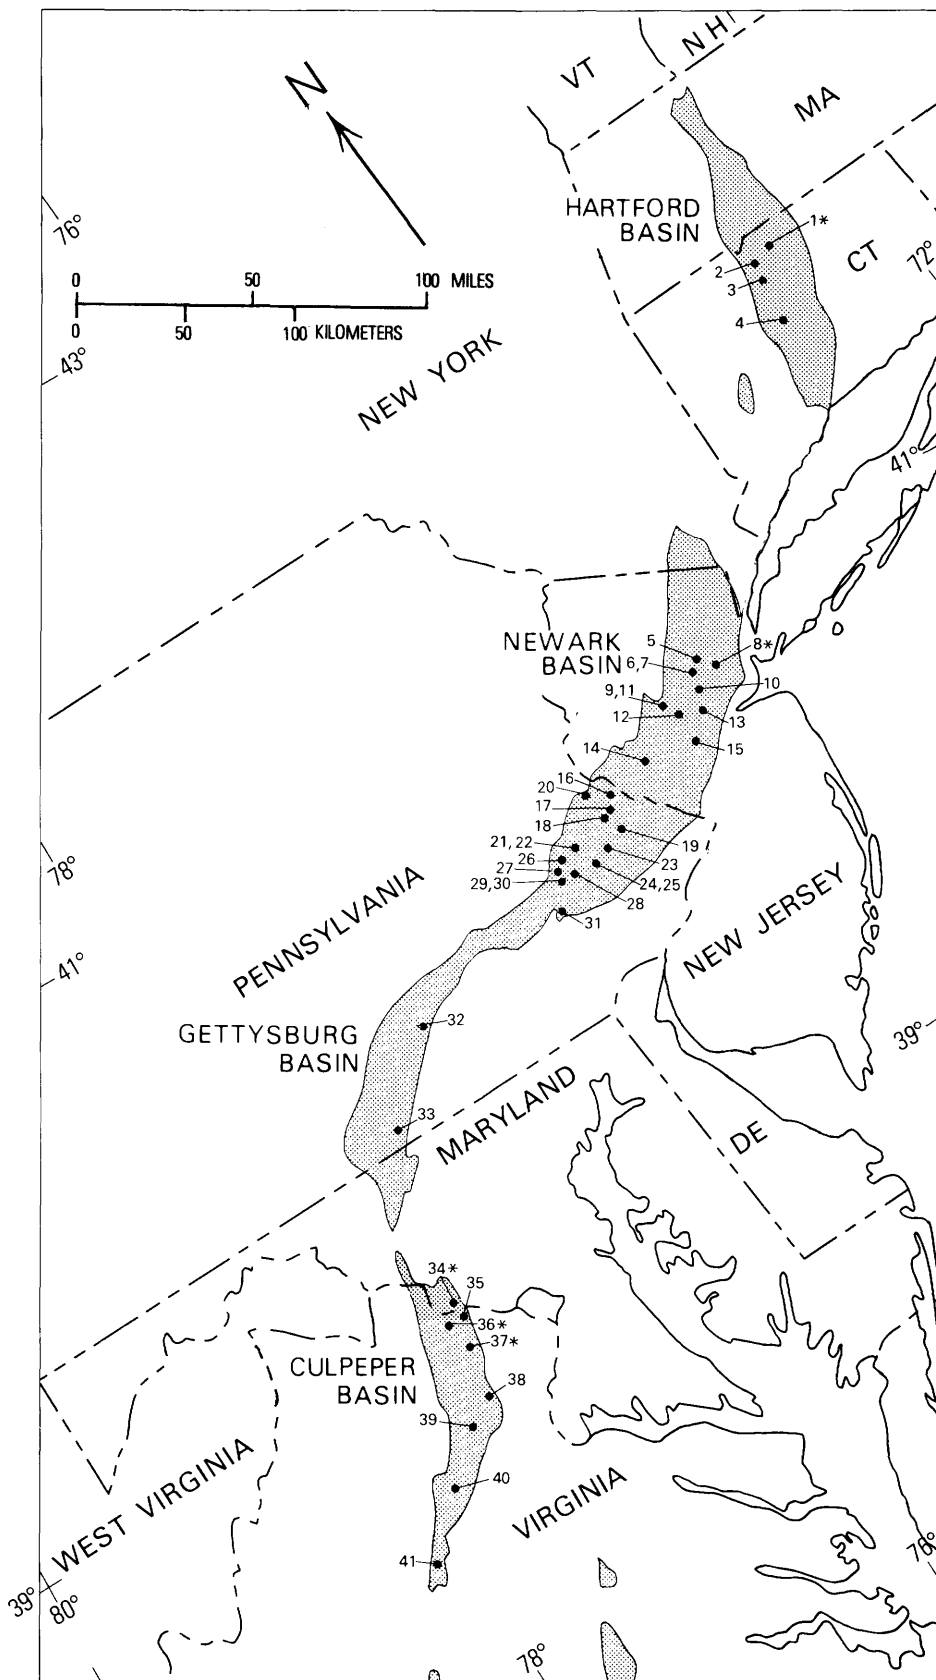 NH
VT
MA
N
HARTFORD
BASIN
1*
76°
CT
72°
2
3
0 50 100 MILES
0 50 100 KILOMETERS
4
43°
NEW YORK
41°
NEWARK
BASIN
5
8*
6,7
10
9,11
12
13
15
14
16
20
17
18
19
21,22
23
26
27
24,25
29,30
28
31
78°
PENNSYLVANIA
NEW JERSEY
41°
32
GETTYSBURG
BASIN
39°
MARYLAND
33
DE
34*
35
36*
37*
CULPEPER
BASIN
38
39
40
WEST VIRGINIA
VIRGINIA
41
76°
39°
80°
78°